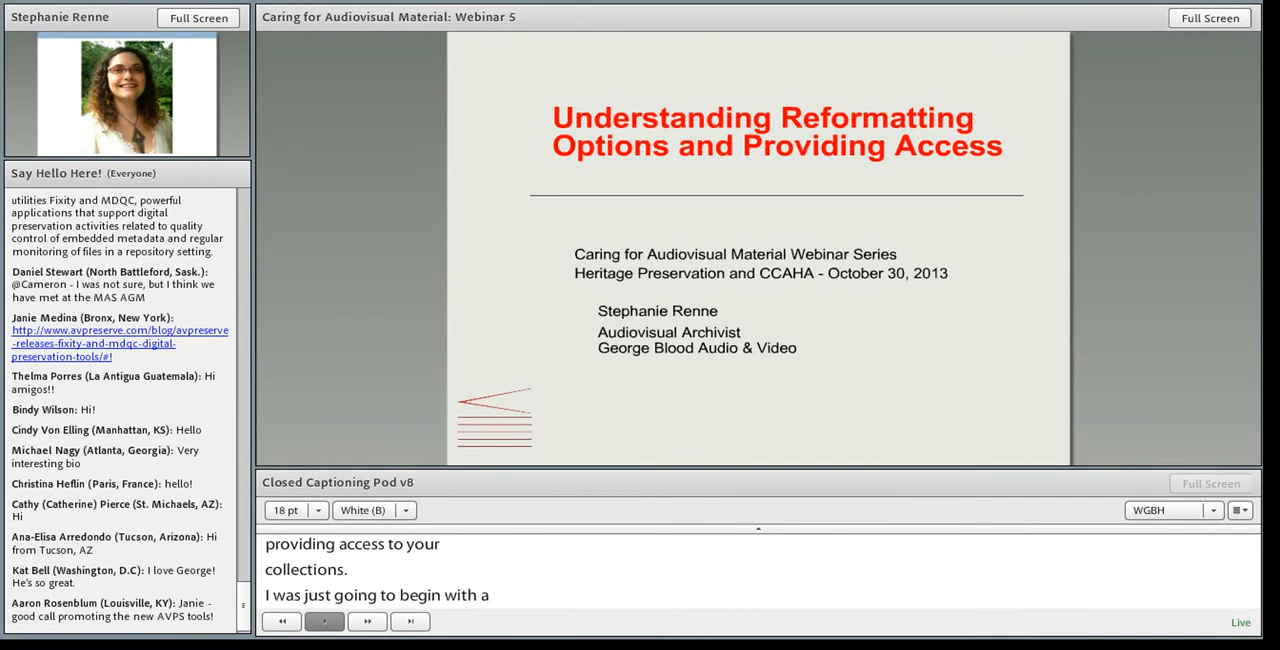 Stephanie Renne
Full Screen
Say Hello Here! (Everyone)
utilities Fixity and MDQC, powerful
applications that support digital
preservation activities related to quality
control of embedded metadata and regular
monitoring of files in a repository setting.
Daniel Stewart (North Battleford, Sask.):
@Cameron - I was not sure, but I think we
have met at the MAS AGM
Janie Medina (Bronx, New York):
http://www.avpreserve.com/blog/avpreserve
-releases-fixity-and-mdqc-digital-
preservation-tools/#!
Thelma Porres (La Antigua Guatemala): Hi
amigos!!
Bindy Wilson: Hi!
Cindy Von Elling (Manhattan, KS): Hello
Michael Nagy (Atlanta, Georgia): Very
interesting bio
Christina Heflin (Paris, France): hello!
Cathy (Catherine) Pierce (St. Michaels, AZ):
Hi
Ana-Elisa Arredondo (Tucson, Arizona): Hi
from Tucson, AZ
Kat Bell (Washington, D.C): I love George!
He's so great.
Aaron Rosenblum (Louisville, KY): Janie -
good call promoting the new AVPS tools!
Caring for Audiovisual Material: Webinar 5
Full Screen
Understanding Reformatting
Options and Providing Access
Caring for Audiovisual Material Webinar Series
Heritage Preservation and CCAHA - October 30, 2013
Stephanie Renne
Audiovisual Archivist
George Blood Audio & Video
Closed Captioning Pod v8
Full Screen
18 pt
White (B)
WGBH
providing access to your
collections.
I was just going to begin with a
Live